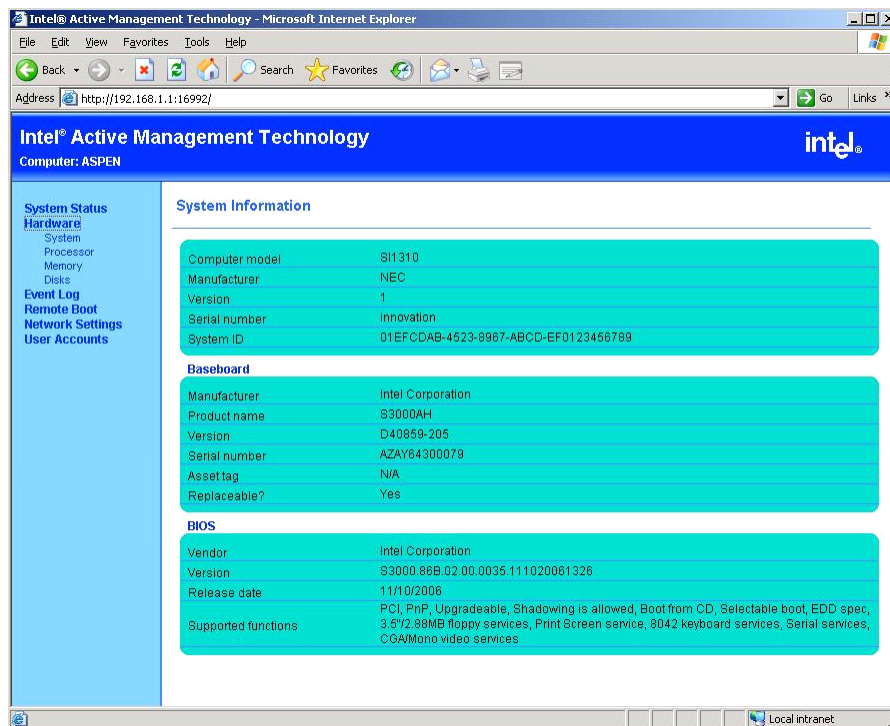 Intel® Active Management Technology - Microsoft Internet Explorer
File Edit View Favorites Tools Help
Back Search Favorites
Address http://192.168.1.1:16992/ Go Links »
Intel® Active Management Technology
Computer: ASPEN
intel®
System Status
Hardware
System
Processor
Memory
Disks
Event Log
Remote Boot
Network Settings
User Accounts
System Information
Computer model SI1310
Manufacturer NEC
Version 1
Serial number innovation
System ID 01EFCDAB-4523-8967-ABCD-EF0123456789
Baseboard
Manufacturer Intel Corporation
Product name S3000AH
Version D40859-205
Serial number AZAY64300079
Asset tag N/A
Replaceable? Yes
BIOS
Vendor Intel Corporation
Version S3000.86B.02.00.0035.111020061326
Release date 11/10/2006
Supported functions PCI, PnP, Upgradeable, Shadowing is allowed, Boot from CD, Selectable boot, EDD spec,
3.5"/2.88MB floppy services, Print Screen service, 8042 keyboard services, Serial services,
CGA/Mono video services
Local intranet